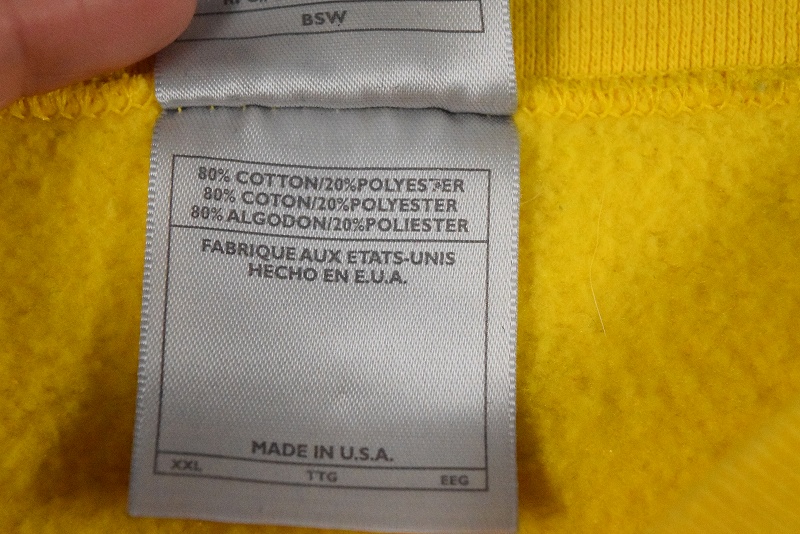 BSW
80% COTTON/20%POLYESTER
80% COTON/20%POLYESTER
80% ALGODON/20%POLIESTER
FABRIQUE AUX ETATS-UNIS
HECHO EN E.U.A.
MADE IN U.S.A.
XXL TTG EEG